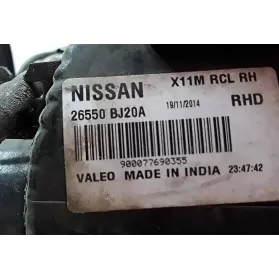 NISSAN X11M RCL RH
26550 BJ20A 19/11/2014 RHD
900077690355
VALEO MADE IN INDIA 23:47:42